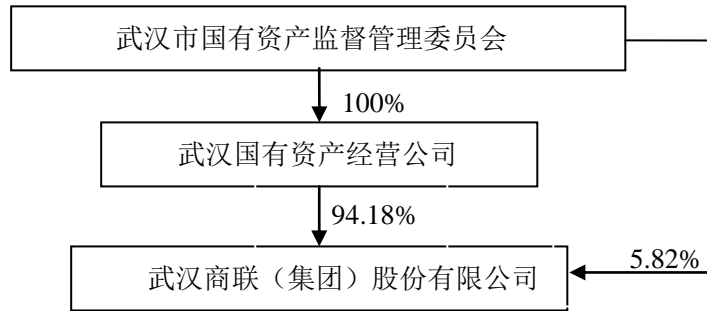 武汉市国有资产监督管理委员会
100%
武汉国有资产经营公司
94.18%
5.82%
武汉商联（集团）股份有限公司